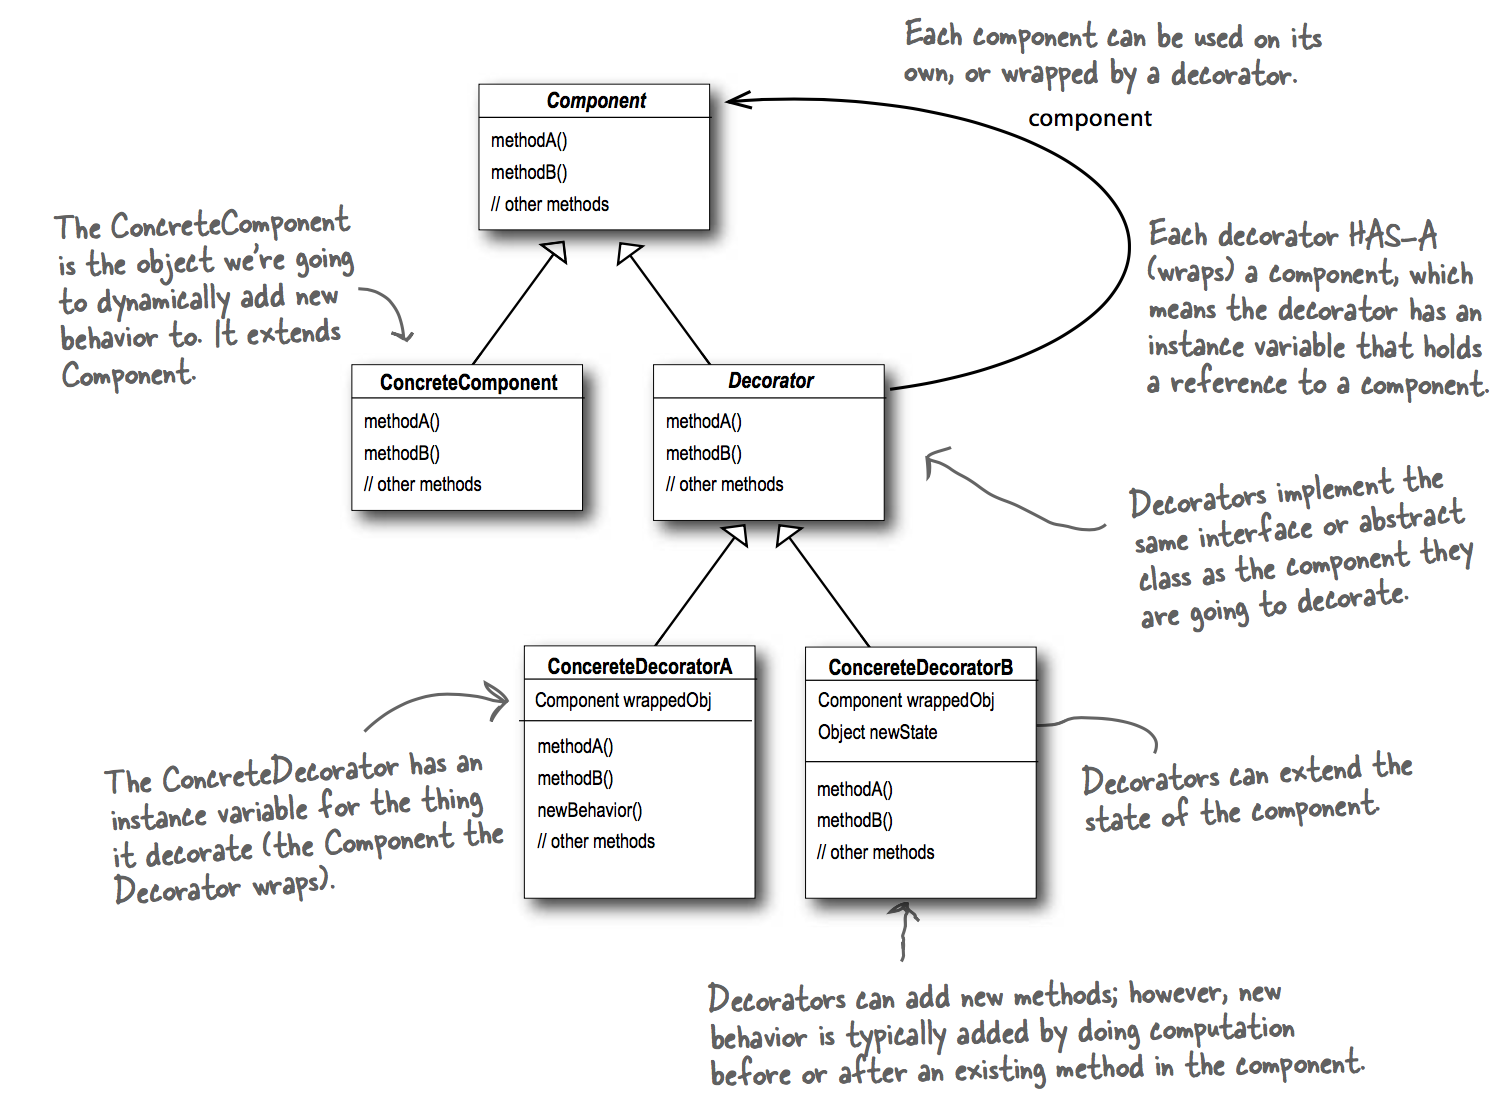 Each component can be used on its
own, or wrapped by a decorator.
component
Component
methodA()
methodB()
// other methods
The ConcreteComponent
is the object we're going
to dynamically add new
behavior to. It extends
Component.
Each decorator HAS-A
(wraps) a component, which
means the decorator has an
instance variable that holds
a reference to a component.
ConcreteComponent
methodA()
methodB()
// other methods
Decorator
methodA()
methodB()
// other methods
Decorators implement the
same interface or abstract
class as the component they
are going to decorate.
ConcereteDecoratorA
Component wrappedObj
methodA()
methodB()
newBehavior()
// other methods
ConcereteDecoratorB
Component wrappedObj
Object newState
methodA()
methodB()
// other methods
The ConcreteDecorator has an
instance variable for the thing
it decorate (the Component the
Decorator wraps).
Decorators can extend the
state of the component.
Decorators can add new methods; however, new
behavior is typically added by doing computation
before or after an existing method in the component.